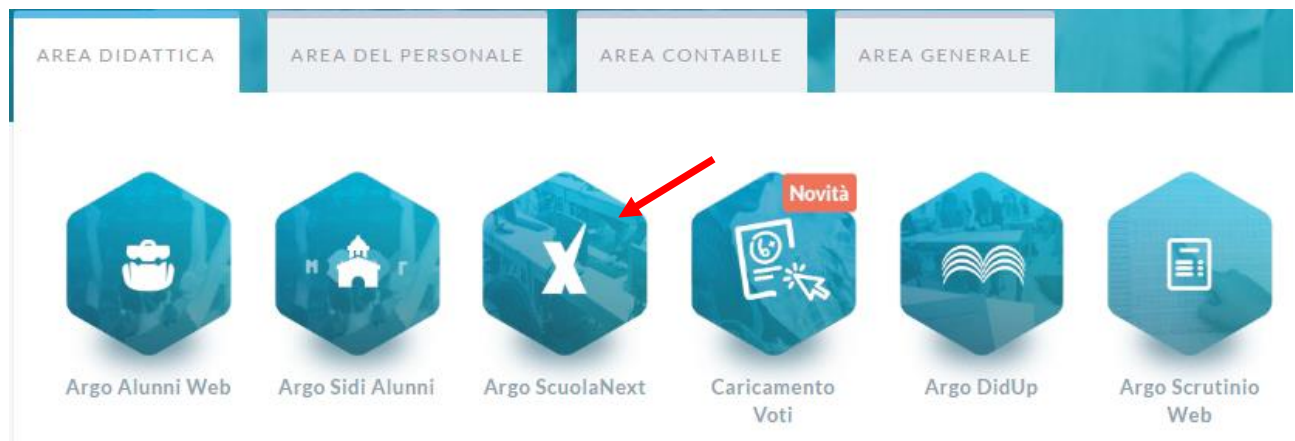 AREA DIDATTICA
AREA DEL PERSONALE
AREA CONTABILE
AREA GENERALE
Novità
Argo Alunni Web
Argo Sidi Alunni
Argo ScuolaNext
Caricamento
Voti
Argo DidUp
Argo Scrutinio
Web